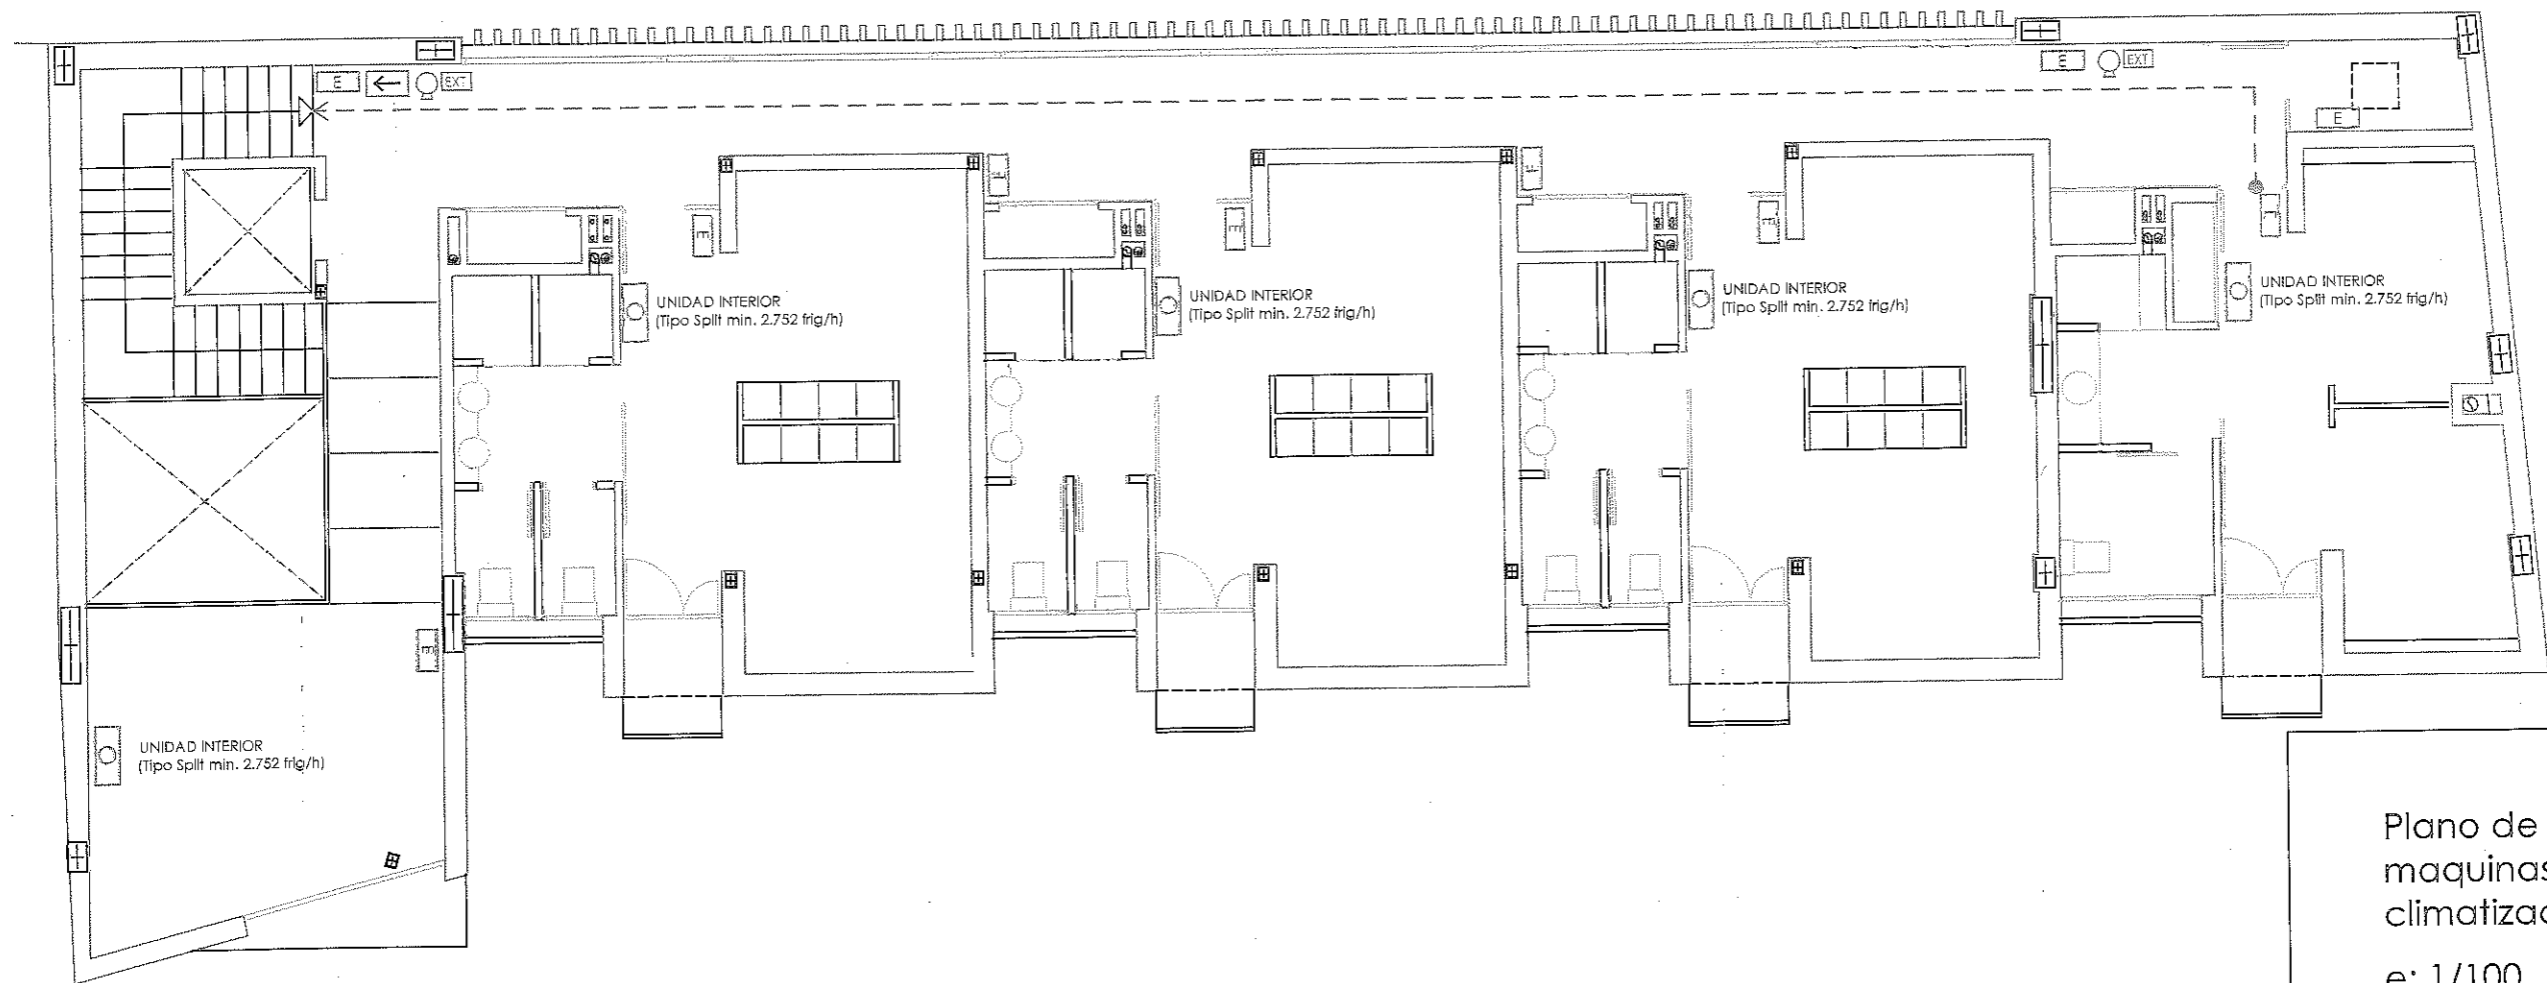 E
EXT
E
EXT
E
E
E
E
UNIDAD INTERIOR
(Tipo Split min. 2.752 frig/h)
UNIDAD INTERIOR
(Tipo Split min. 2.752 frig/h)
UNIDAD INTERIOR
(Tipo Split min. 2.752 frig/h)
UNIDAD INTERIOR
(Tipo Split min. 2.752 frig/h)
E
UNIDAD INTERIOR
(Tipo Split min. 2.752 frig/h)
Plano de
maquinas
climatizac
e: 1/100